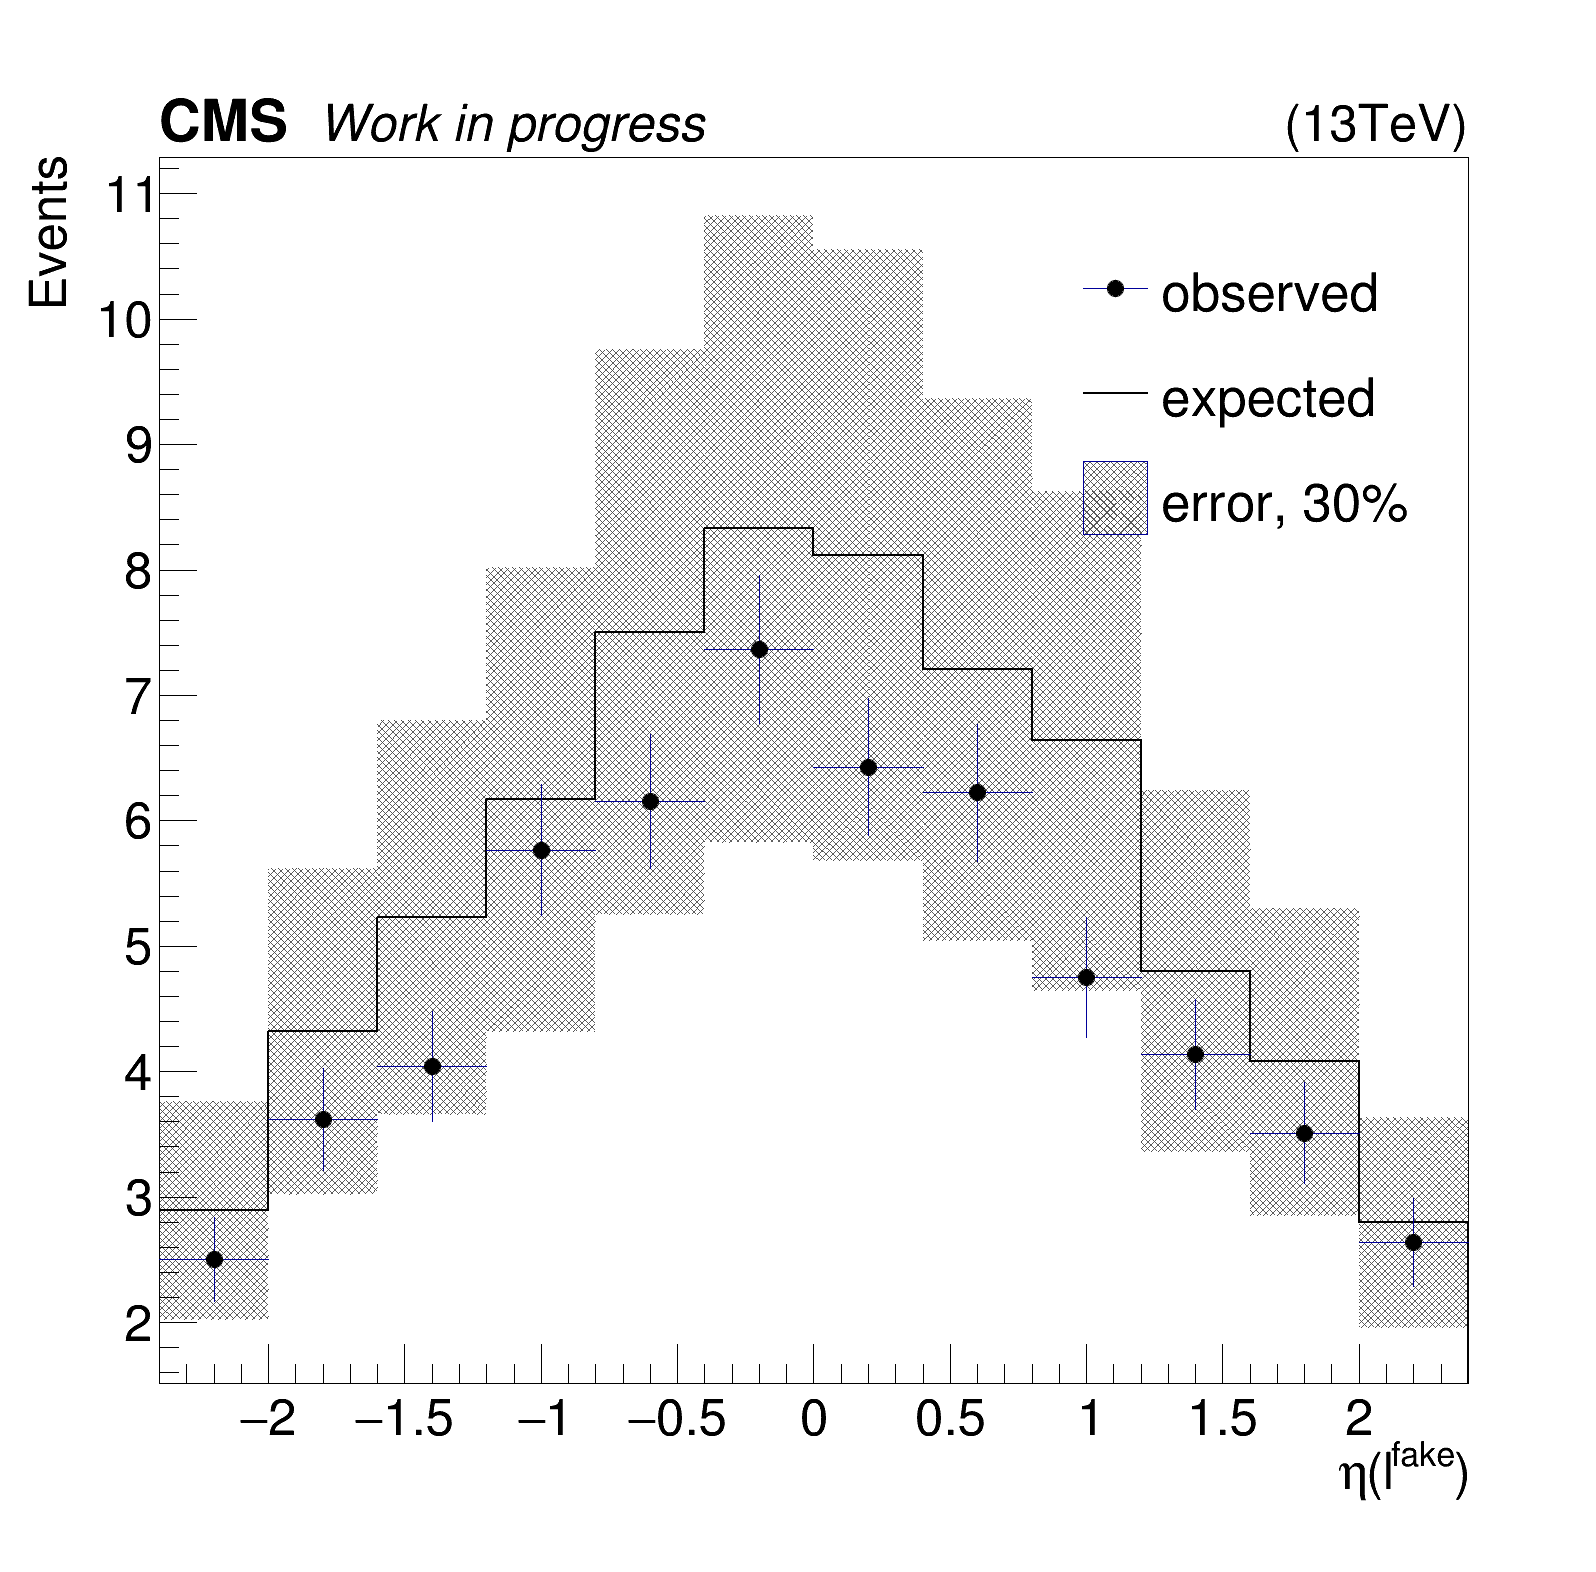 CMS Work in progress (13TeV)
Events
11
10
9
8
7
6
5
4
3
2
observed
expected
error, 30%
−2 −1.5 −1 −0.5 0 0.5 1 1.5 2
η(l^fake)